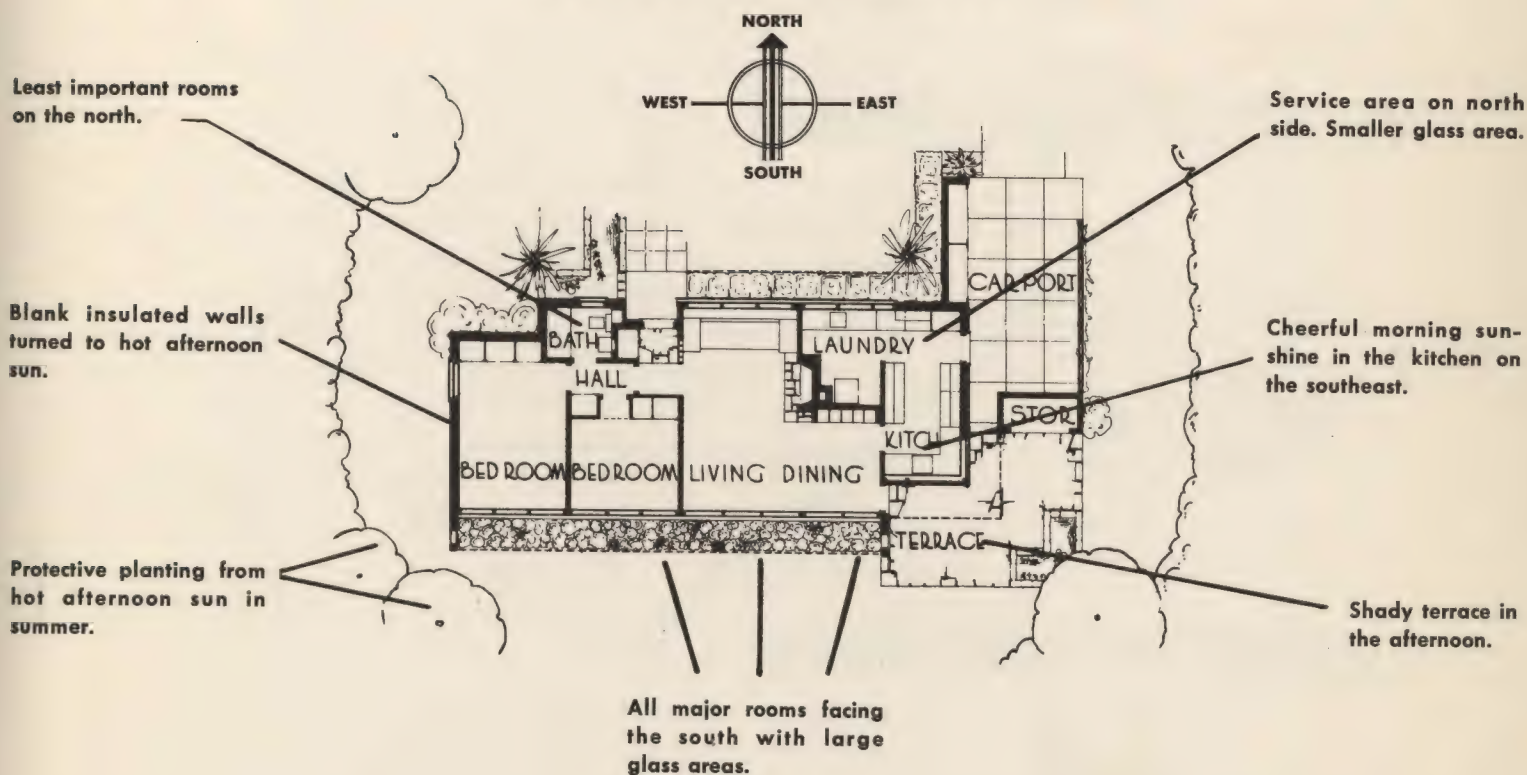 NORTH
WEST
EAST
SOUTH
Least important rooms
on the north.
Service area on north
side. Smaller glass area.
Blank insulated walls
turned to hot afternoon
sun.
Cheerful morning sun-
shine in the kitchen on
the southeast.
Protective planting from
hot afternoon sun in
summer.
Shady terrace in
the afternoon.
All major rooms facing
the south with large
glass areas.
CARPORT
BATH
LAUNDRY
HALL
STOR
KITCH
BEDROOM
BEDROOM
LIVING DINING
TERRACE